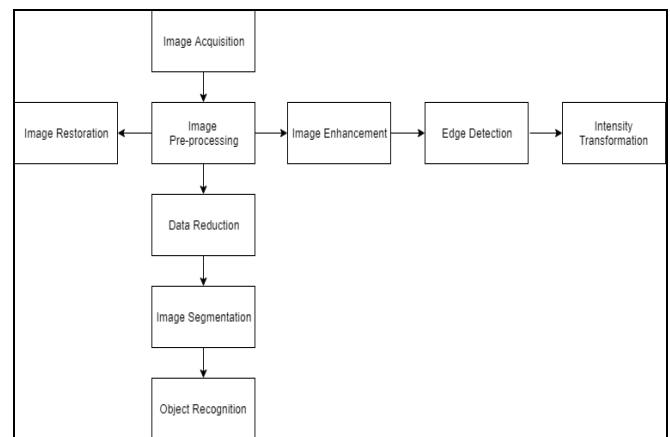 Image Acquisition
Image Restoration
Image
Pre-processing
Image Enhancement
Edge Detection
Intensity
Transformation
Data Reduction
Image Segmentation
Object Recognition